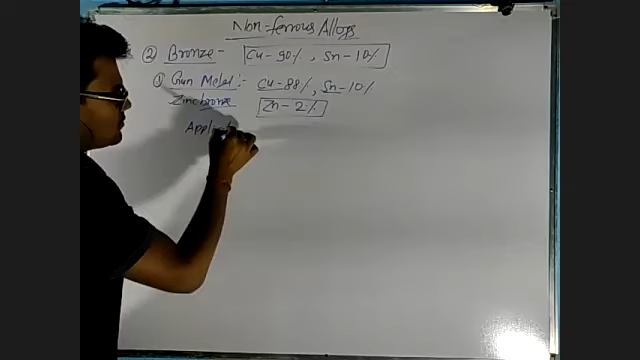 Non-ferrous Alloys
② Bronze - Cu-90%, Sn-10%
① Gun Metal:- Cu-88%, Sn-10%
Zinc bronze Zn-2%
Appl